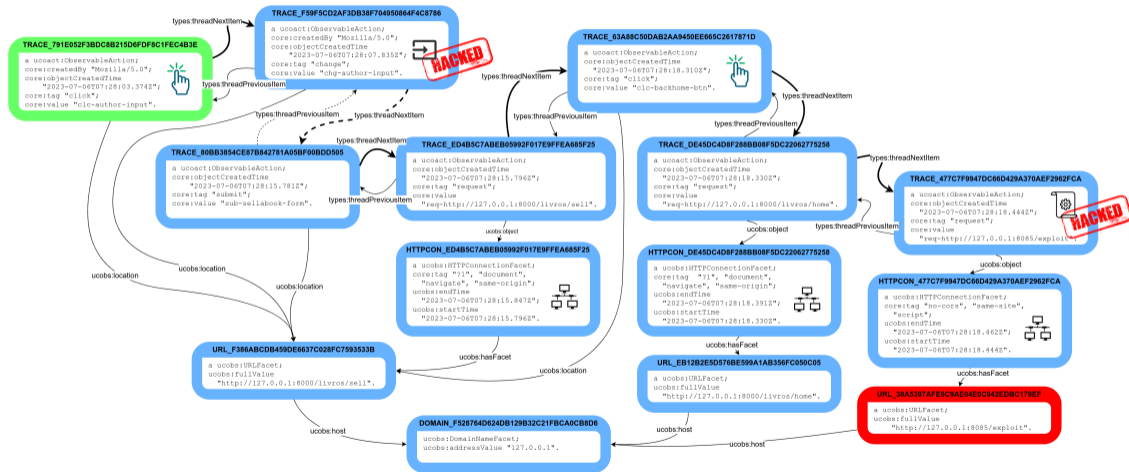 TRACE_791E052F3BDC8B215D6FDF8C1FEC4B3E
a ucoact:ObservableAction;
core:createdBy "Mozilla/5.0";
core:objectCreatedTime
"2023-07-06T07:28:03.374Z";
core:tag "click";
core:value "clc-author-input".
types:threadNextItem
TRACE_F59F5CD2AF3DB38F704950864F4C8786
a ucoact:ObservableAction;
core:createdBy "Mozilla/5.0";
core:objectCreatedTime
"2023-07-06T07:28:07.835Z";
core:tag "change";
core:value "chg-author-input".
HACKED
types:threadPreviousItem
types:threadPreviousItem
types:threadNextItem
TRACE_80BB3854CE87B842781A05BF00BDD505
a ucoact:ObservableAction;
core:objectCreatedTime
"2023-07-06T07:28:15.781Z";
core:tag "submit";
core:value "sub-sellabook-form".
types:threadNextItem
types:threadPreviousItem
TRACE_ED4B5C7ABEB05992F017E9FFEA685F25
a ucoact:ObservableAction;
core:objectCreatedTime
"2023-07-06T07:28:15.796Z";
core:tag "request";
core:value
"req-http://127.0.0.1:8000/livros/sell".
types:threadNextItem
types:threadPreviousItem
TRACE_63A88C50DAB2AA9450EE665C2617871D
a ucoact:ObservableAction;
core:objectCreatedTime
"2023-07-06T07:28:18.310Z";
core:tag "click";
core:value "clc-backhome-btn".
types:threadNextItem
types:threadPreviousItem
TRACE_DE45DC4D8F288BB08F5DC22062775258
a ucoact:ObservableAction;
core:objectCreatedTime
"2023-07-06T07:28:18.330Z";
core:tag "request";
core:value
"req-http://127.0.0.1:8000/livros/home".
types:threadNextItem
types:threadPreviousItem
TRACE_477C7F9947DC66D429A370AEF2962FCA
a ucoact:ObservableAction;
core:objectCreatedTime
"2023-07-06T07:28:18.444Z";
core:tag "request";
core:value
"req-http://127.0.0.1:8085/exploit".
HACKED
ucobs:object
ucobs:object
ucobs:object
HTTPCON_ED4B5C7ABEB05992F017E9FFEA685F25
a ucobs:HTTPConnectionFacet;
core:tag "?1", "document",
"navigate", "same-origin";
ucobs:endTime
"2023-07-06T07:28:15.847Z";
ucobs:startTime
"2023-07-06T07:28:15.796Z".
HTTPCON_DE45DC4D8F288BB08F5DC22062775258
a ucobs:HTTPConnectionFacet;
core:tag "?1", "document",
"navigate", "same-origin";
ucobs:endTime
"2023-07-06T07:28:18.391Z";
ucobs:startTime
"2023-07-06T07:28:18.330Z".
HTTPCON_477C7F9947DC66D429A370AEF2962FCA
a ucobs:HTTPConnectionFacet;
core:tag "no-cors", "same-site",
"script";
ucobs:endTime
"2023-07-06T07:28:18.462Z";
ucobs:startTime
"2023-07-06T07:28:18.444Z".
ucobs:location
ucobs:location
ucobs:location
ucobs:hasFacet
ucobs:hasFacet
ucobs:hasFacet
URL_F386ABCDB459DE6637C028FC7593533B
a ucobs:URLFacet;
ucobs:fullValue
"http://127.0.0.1:8000/livros/sell".
URL_EB12B2E5D576BE599A1AB356FC050C05
a ucobs:URLFacet;
ucobs:fullValue
"http://127.0.0.1:8000/livros/home".
a ucobs:URLFacet;
ucobs:fullValue
"http://127.0.0.1:8085/exploit".
ucobs:host
ucobs:host
ucobs:host
DOMAIN_F528764D624DB129B32C21FBCA0CB8D6
ucobs:DomainNameFacet;
ucobs:addressValue "127.0.0.1".